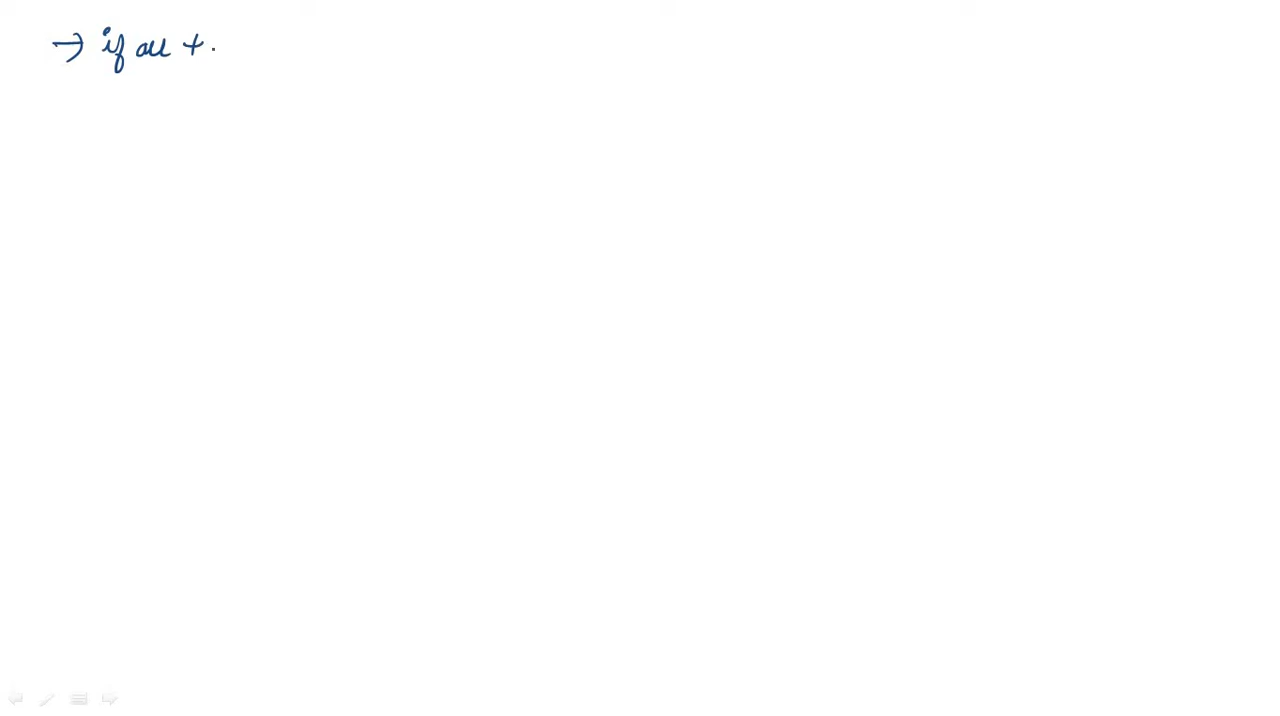 → if all t